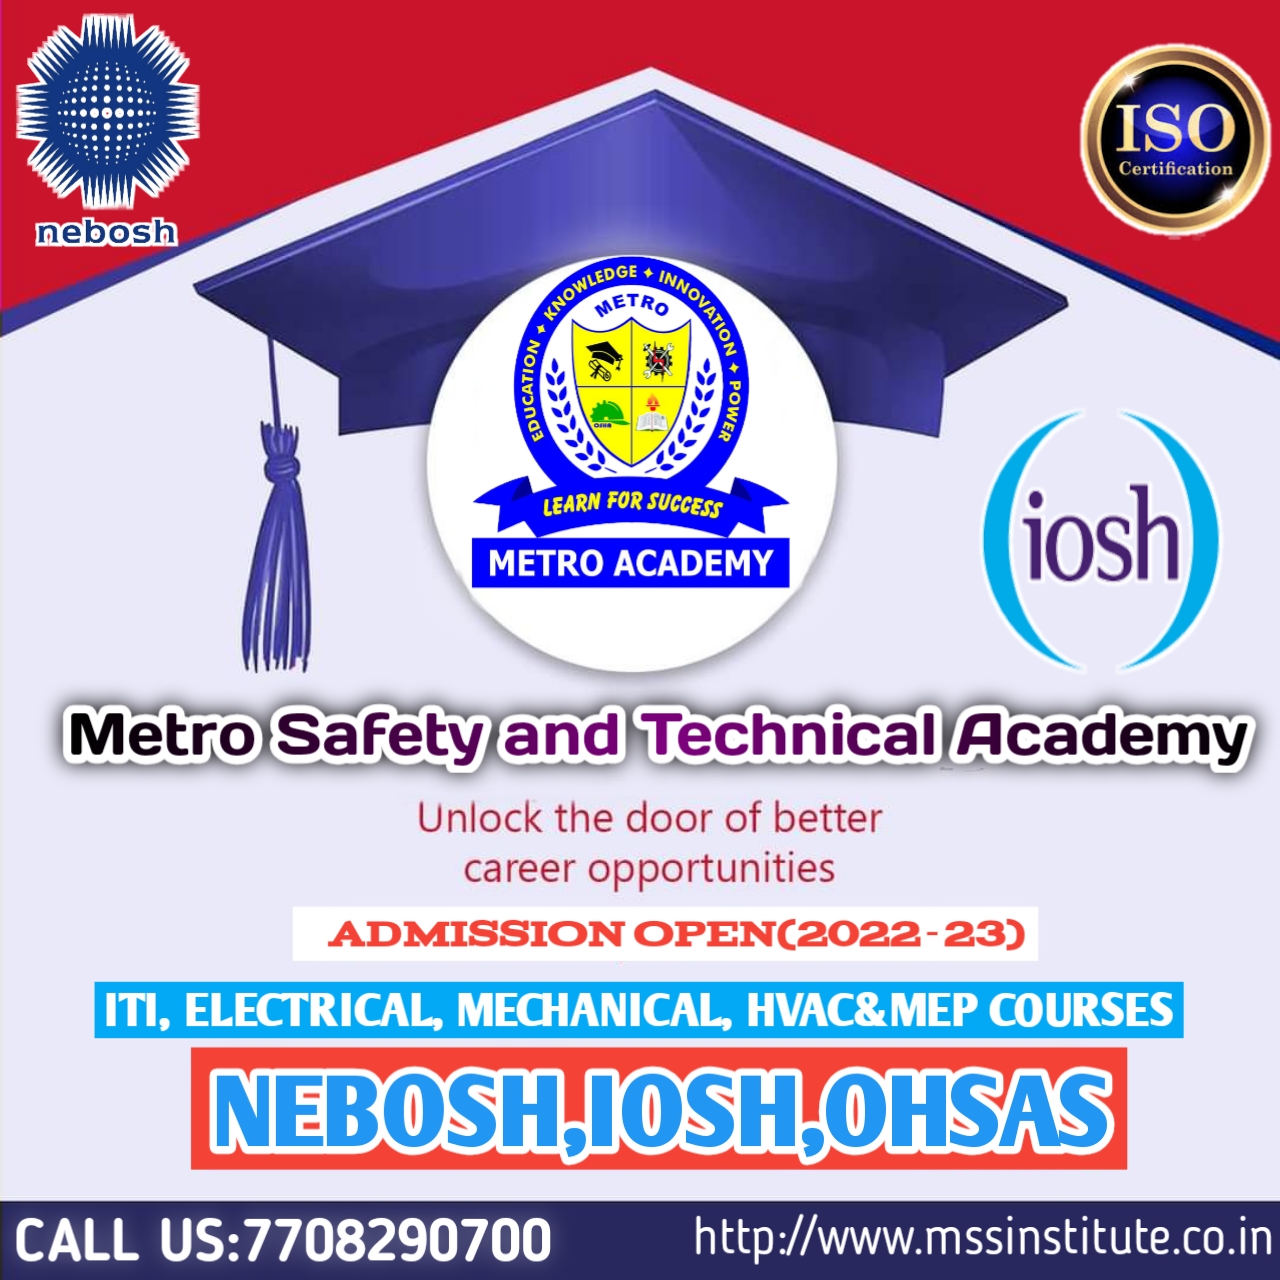 nebosh
ISO
Certification
EDUCATION ✦ KNOWLEDGE ✦ INNOVATION ✦ POWER
METRO
OSHA
LEARN FOR SUCCESS
METRO ACADEMY
iosh
Metro Safety and Technical Academy
Unlock the door of better
career opportunities
ADMISSION OPEN(2022-23)
ITI, ELECTRICAL, MECHANICAL, HVAC&MEP COURSES
NEBOSH,IOSH,OHSAS
CALL US:7708290700
http://www.mssinstitute.co.in